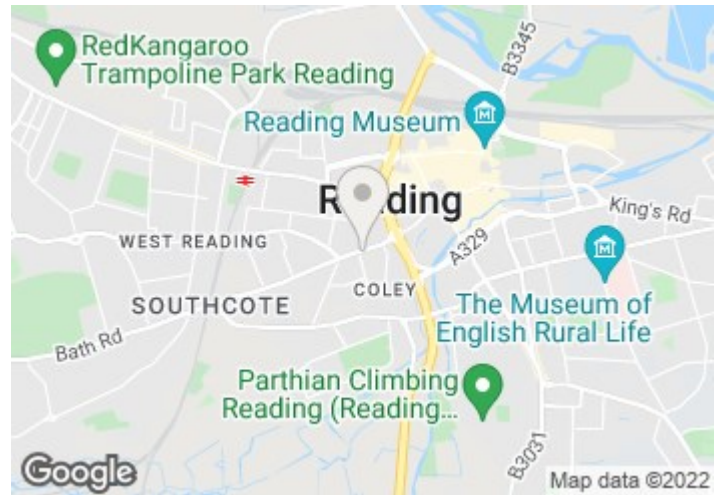 RedKangaroo
Trampoline Park Reading
B3345
Reading Museum
Reading
King's Rd
WEST READING
A329
COLEY
SOUTHCOTE
The Museum of
English Rural Life
Bath Rd
Parthian Climbing
Reading (Reading...
B3031
Google
Map data ©2022